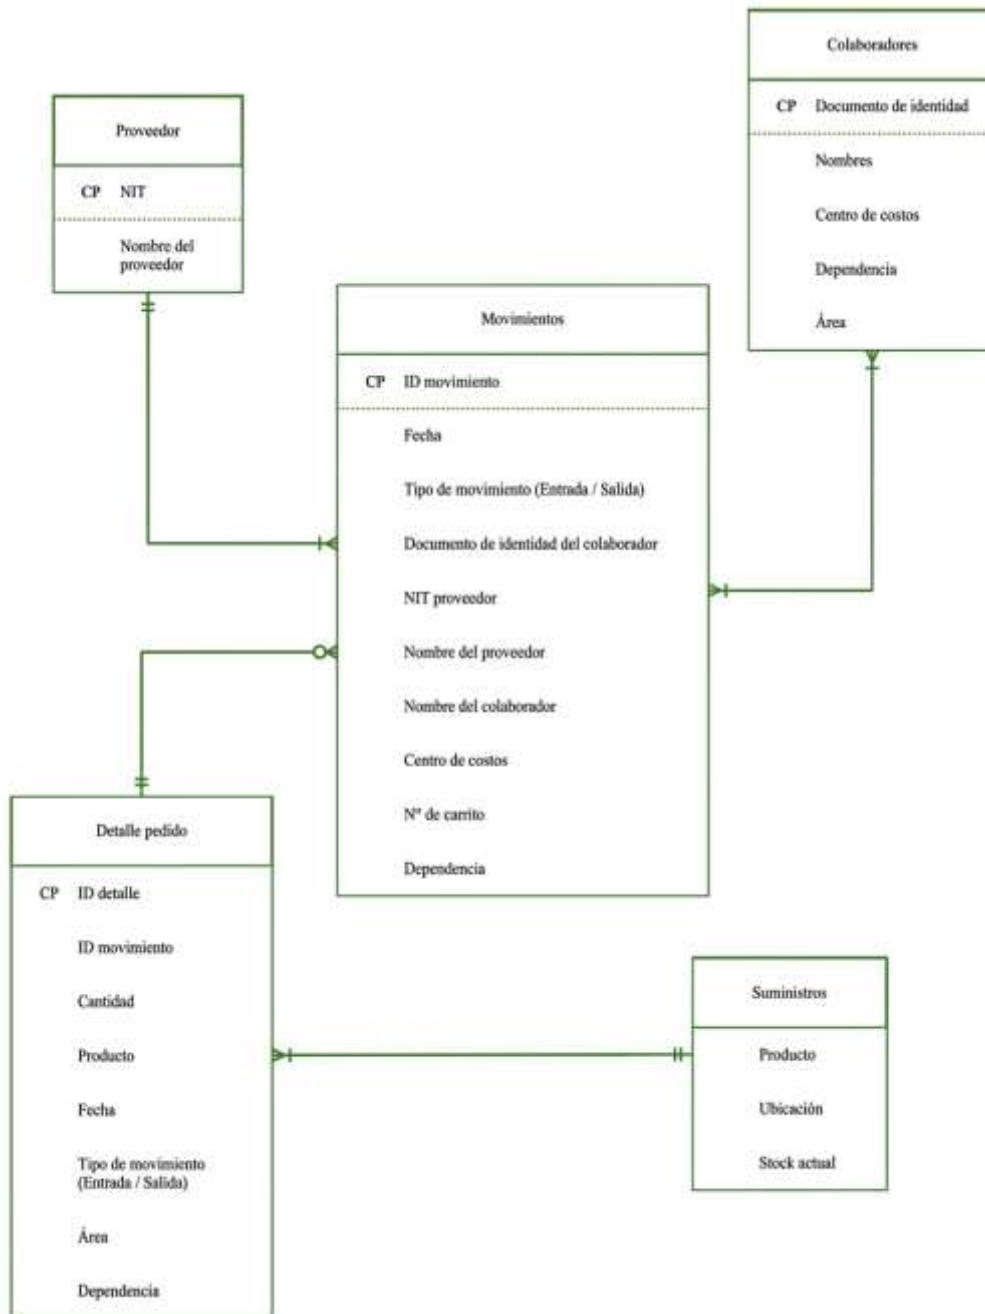 Colaboradores
CP Documento de identidad
Nombres
Centro de costos
Dependencia
Área
Proveedor
CP NIT
Nombre del
proveedor
Movimientos
CP ID movimiento
Fecha
Tipo de movimiento (Entrada / Salida)
Documento de identidad del colaborador
NIT proveedor
Nombre del proveedor
Nombre del colaborador
Centro de costos
Nº de carrito
Dependencia
Detalle pedido
CP ID detalle
ID movimiento
Cantidad
Producto
Fecha
Tipo de movimiento
(Entrada / Salida)
Área
Dependencia
Suministros
Producto
Ubicación
Stock actual